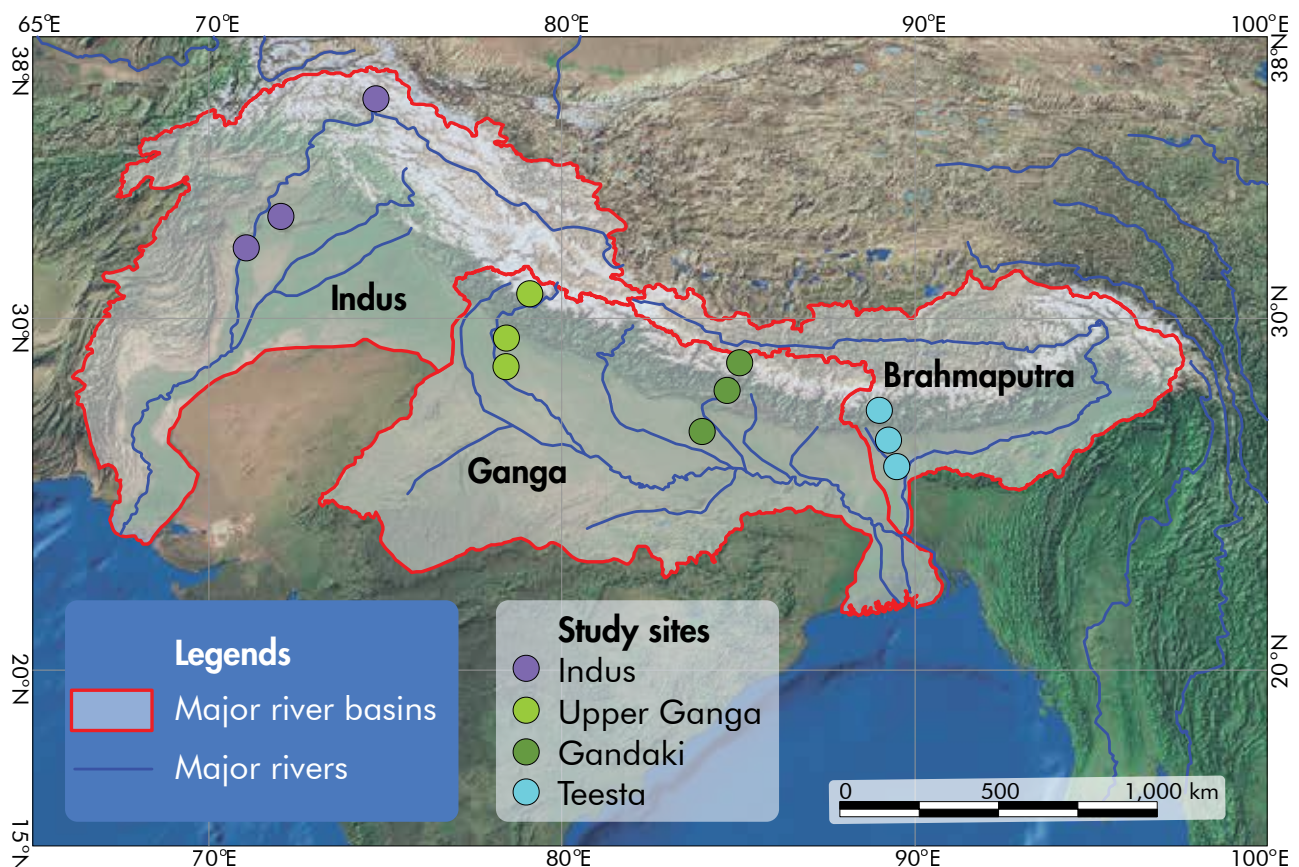 65°E 70°E 80°E 90°E 100°E
38°N 38°N
Indus
30°N 30°N
Brahmaputra
Ganga
Legends
Major river basins
Major rivers
Study sites
Indus
Upper Ganga
Gandaki
Teesta
20°N 20°N
0 500 1,000 km
15°N
70°E 80°E 90°E 100°E